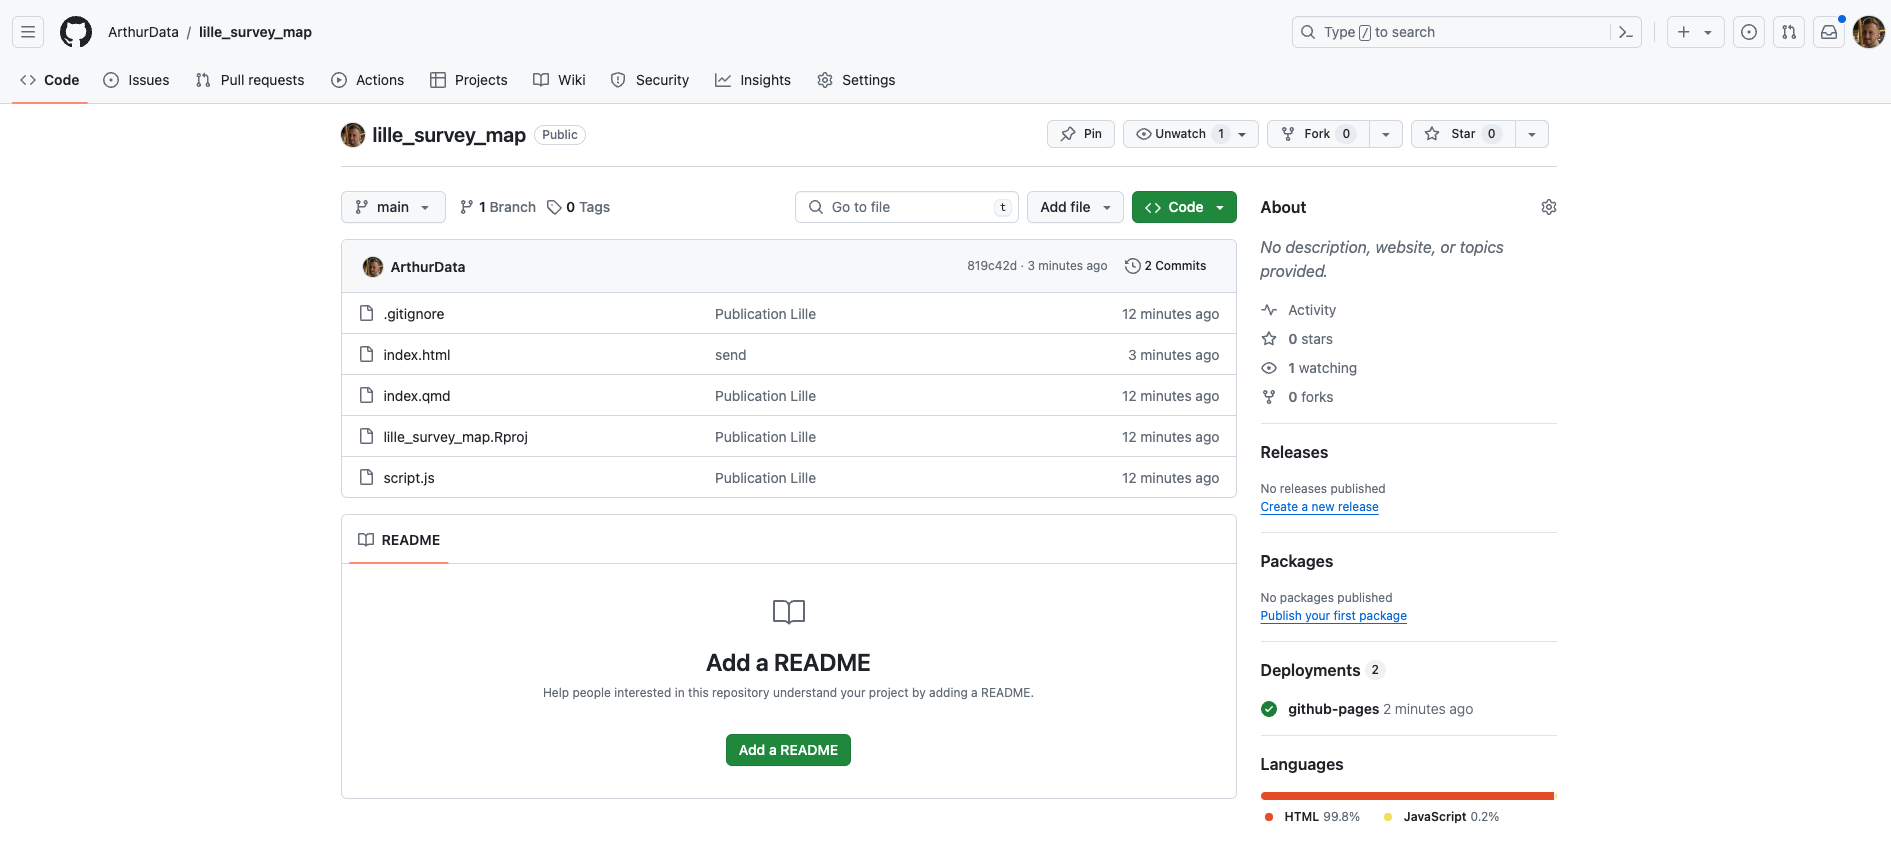 ArthurData / lille_survey_map
Type / to search
Code Issues Pull requests Actions Projects Wiki Security Insights Settings
lille_survey_map Public
Pin Unwatch 1 Fork 0 Star 0
main 1 Branch 0 Tags Go to file t Add file Code
ArthurData 819c42d · 3 minutes ago 2 Commits
.gitignore Publication Lille 12 minutes ago
index.html send 3 minutes ago
index.qmd Publication Lille 12 minutes ago
lille_survey_map.Rproj Publication Lille 12 minutes ago
script.js Publication Lille 12 minutes ago
README
Add a README
Help people interested in this repository understand your project by adding a README.
Add a README
About
No description, website, or topics
provided.
Activity
0 stars
1 watching
0 forks
Releases
No releases published
Create a new release
Packages
No packages published
Publish your first package
Deployments 2
github-pages 2 minutes ago
Languages
HTML 99.8% JavaScript 0.2%